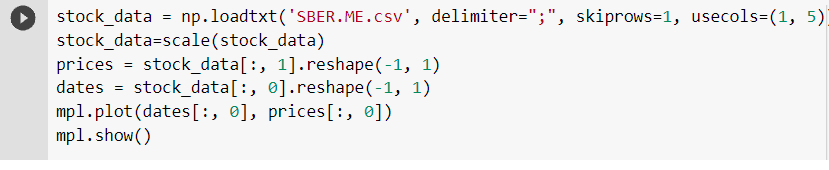 stock_data = np.loadtxt('SBER.ME.csv', delimiter=";", skiprows=1, usecols=(1, 5))
stock_data=scale(stock_data)
prices = stock_data[:, 1].reshape(-1, 1)
dates = stock_data[:, 0].reshape(-1, 1)
mpl.plot(dates[:, 0], prices[:, 0])
mpl.show()